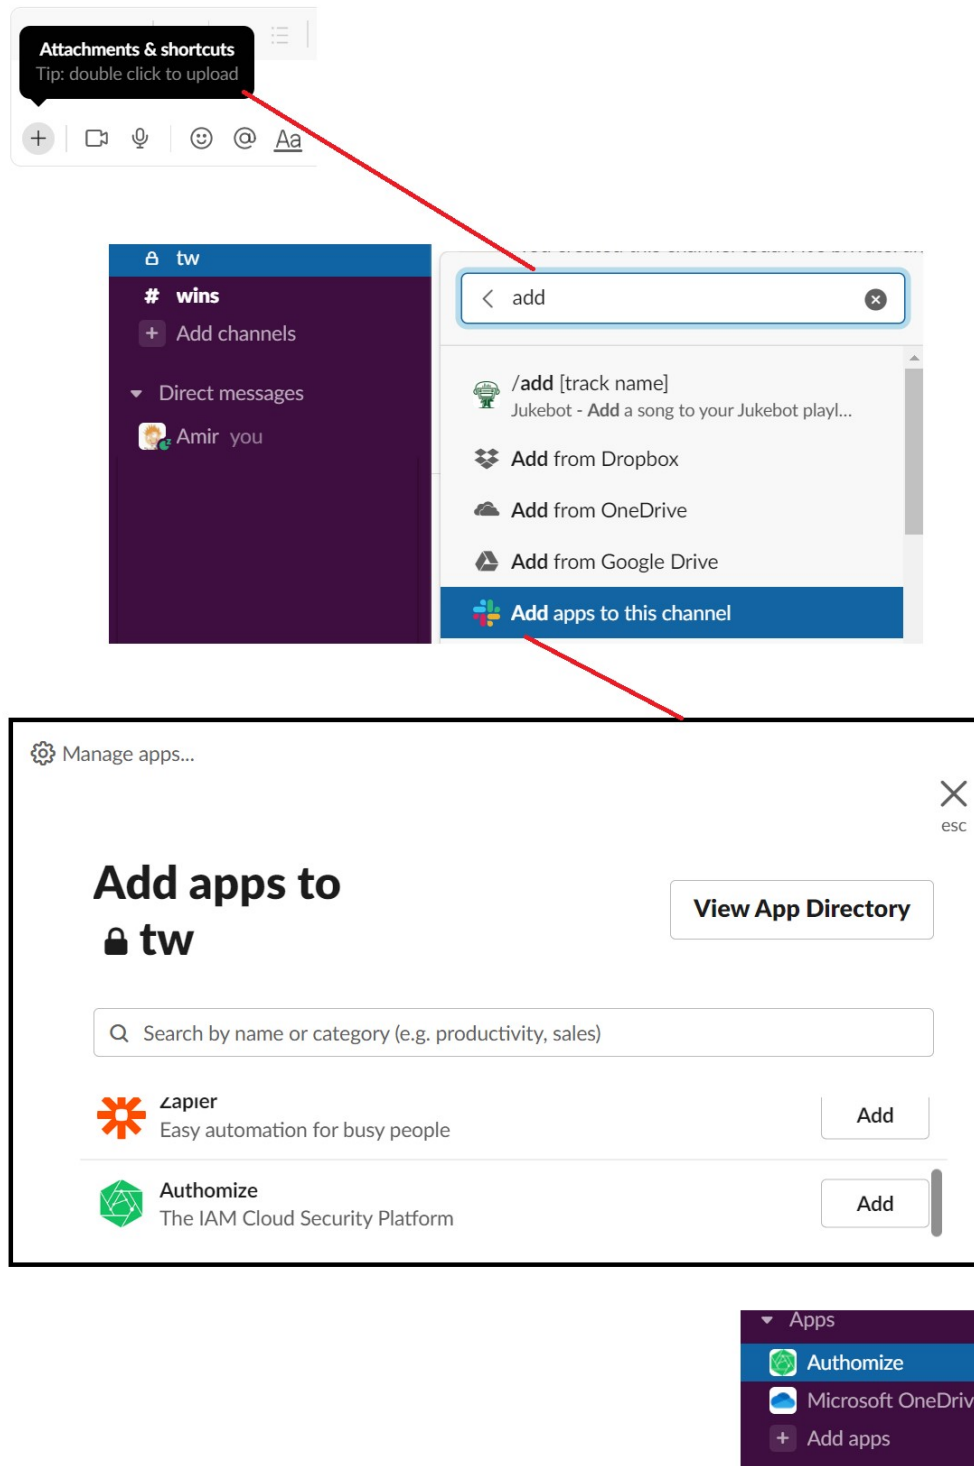 Attachments & shortcuts
Tip: double click to upload
Aa
tw
# wins
+ Add channels
Direct messages
Amir you
add
/add [track name]
Jukebot - Add a song to your Jukebot playl...
Add from Dropbox
Add from OneDrive
Add from Google Drive
Add apps to this channel
Manage apps...
esc
Add apps to
tw
View App Directory
Search by name or category (e.g. productivity, sales)
Zapier
Easy automation for busy people
Add
Authomize
The IAM Cloud Security Platform
Add
Apps
Authomize
Microsoft OneDriv
+ Add apps